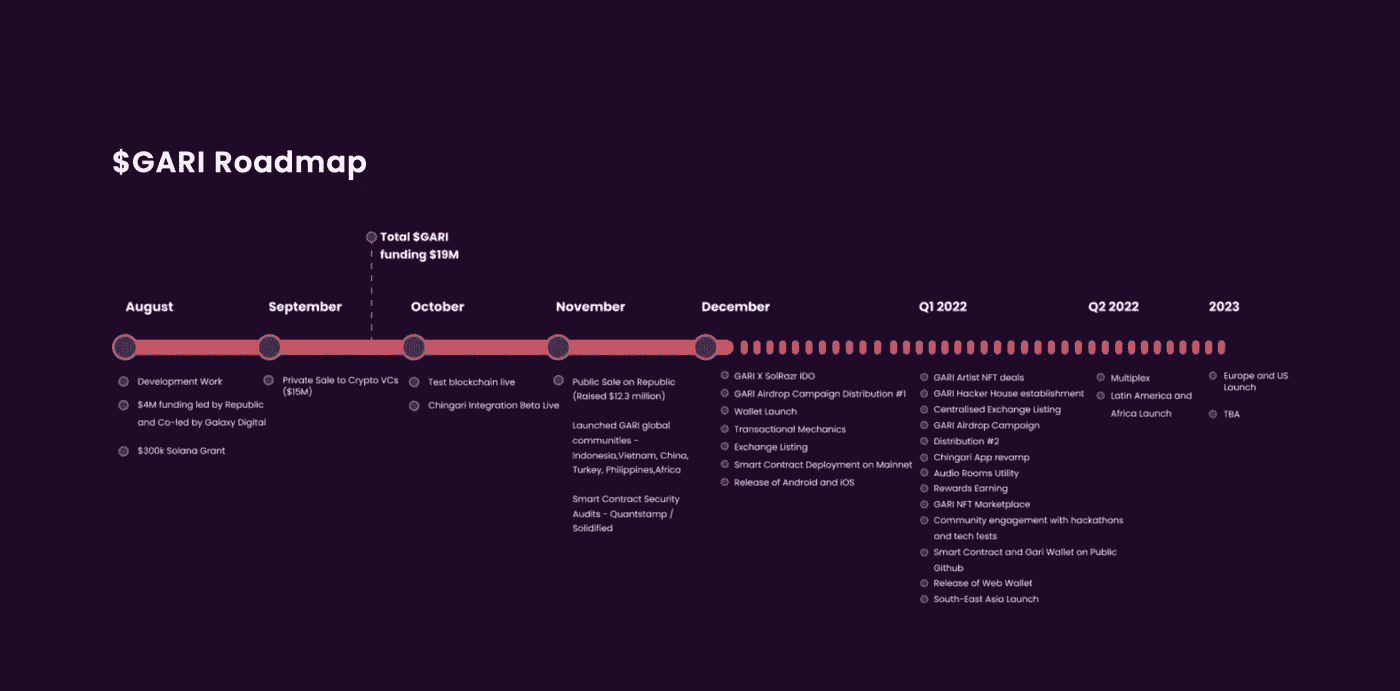 $GARI Roadmap
Total $GARI
funding $19M
August
September
October
November
December
Q1 2022
Q2 2022
2023
Development Work
$4M funding led by Republic
and Co-led by Galaxy Digital
$300k Solana Grant
Private Sale to Crypto VCs
($15M)
Test blockchain live
Chingari Integration Beta Live
Public Sale on Republic
(Raised $12.3 million)
Launched GARI global
communities -
Indonesia,Vietnam, China,
Turkey, Philippines,Africa
Smart Contract Security
Audits - Quantstamp /
Solidified
GARI X SolRazr IDO
GARI Airdrop Campaign Distribution #1
Wallet Launch
Transactional Mechanics
Exchange Listing
Smart Contract Deployment on Mainnet
Release of Android and iOS
GARI Artist NFT deals
GARI Hacker House establishment
Centralised Exchange Listing
GARI Airdrop Campaign
Distribution #2
Chingari App revamp
Audio Rooms Utility
Rewards Earning
GARI NFT Marketplace
Community engagement with hackathons
and tech fests
Smart Contract and Gari Wallet on Public
Github
Release of Web Wallet
South-East Asia Launch
Multiplex
Latin America and
Africa Launch
Europe and US
Launch
TBA